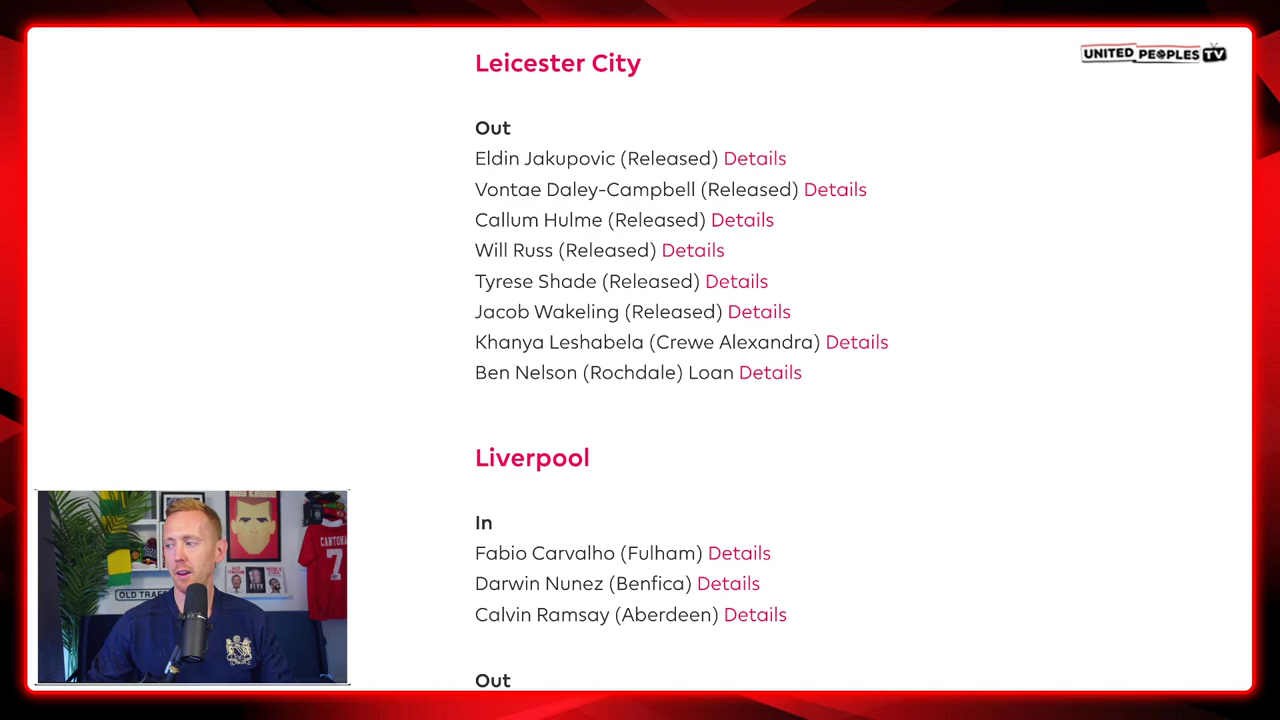 UNITED PEOPLES TV
Leicester City
Out
Eldin Jakupovic (Released) Details
Vontae Daley-Campbell (Released) Details
Callum Hulme (Released) Details
Will Russ (Released) Details
Tyrese Shade (Released) Details
Jacob Wakeling (Released) Details
Khanya Leshabela (Crewe Alexandra) Details
Ben Nelson (Rochdale) Loan Details
Liverpool
In
Fabio Carvalho (Fulham) Details
Darwin Nunez (Benfica) Details
Calvin Ramsay (Aberdeen) Details
Out
CANTONA
7